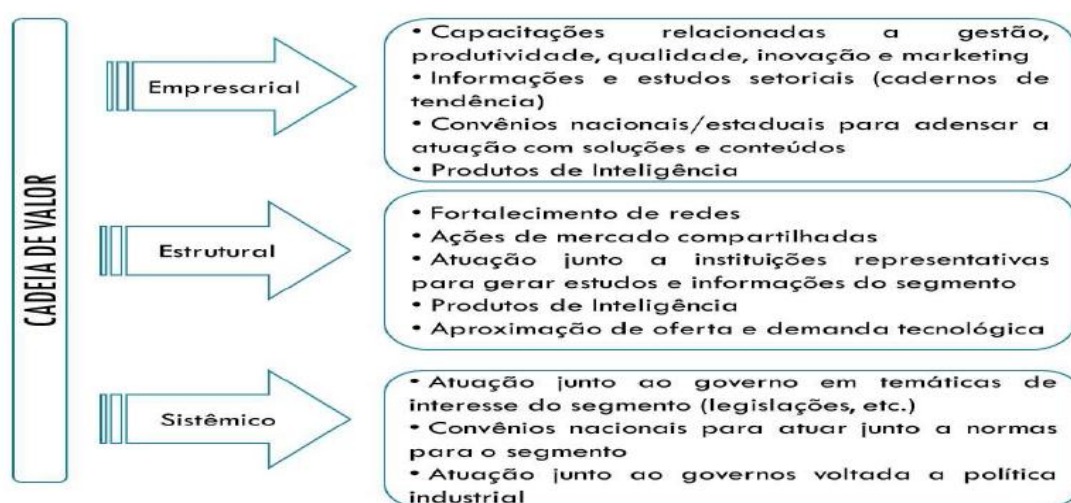 CADEIA DE VALOR
Empresarial
• Capacitações relacionadas a gestão,
produtividade, qualidade, inovação e marketing
• Informações e estudos setoriais (cadernos de
tendência)
• Convênios nacionais/estaduais para adensar a
atuação com soluções e conteúdos
• Produtos de Inteligência
Estrutural
• Fortalecimento de redes
• Ações de mercado compartilhadas
• Atuação junto a instituições representativas
para gerar estudos e informações do segmento
• Produtos de Inteligência
• Aproximação de oferta e demanda tecnológica
Sistêmico
• Atuação junto ao governo em temáticas de
interesse do segmento (legislações, etc.)
• Convênios nacionais para atuar junto a normas
para o segmento
• Atuação junto ao governos voltada a política
industrial